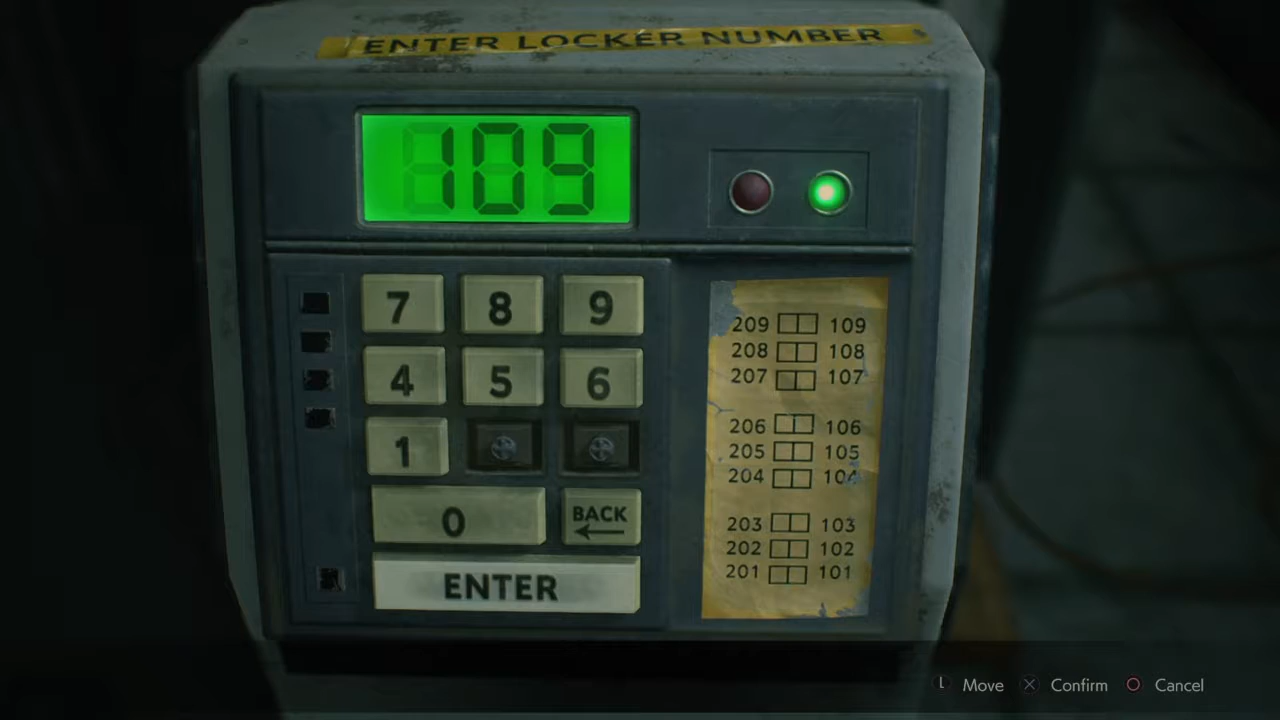 ENTER LOCKER NUMBER
109
7 8 9
4 5 6
1
0 BACK
ENTER
209 109
208 108
207 107
206 106
205 105
204 104
203 103
202 102
201 101
L Move Confirm Cancel